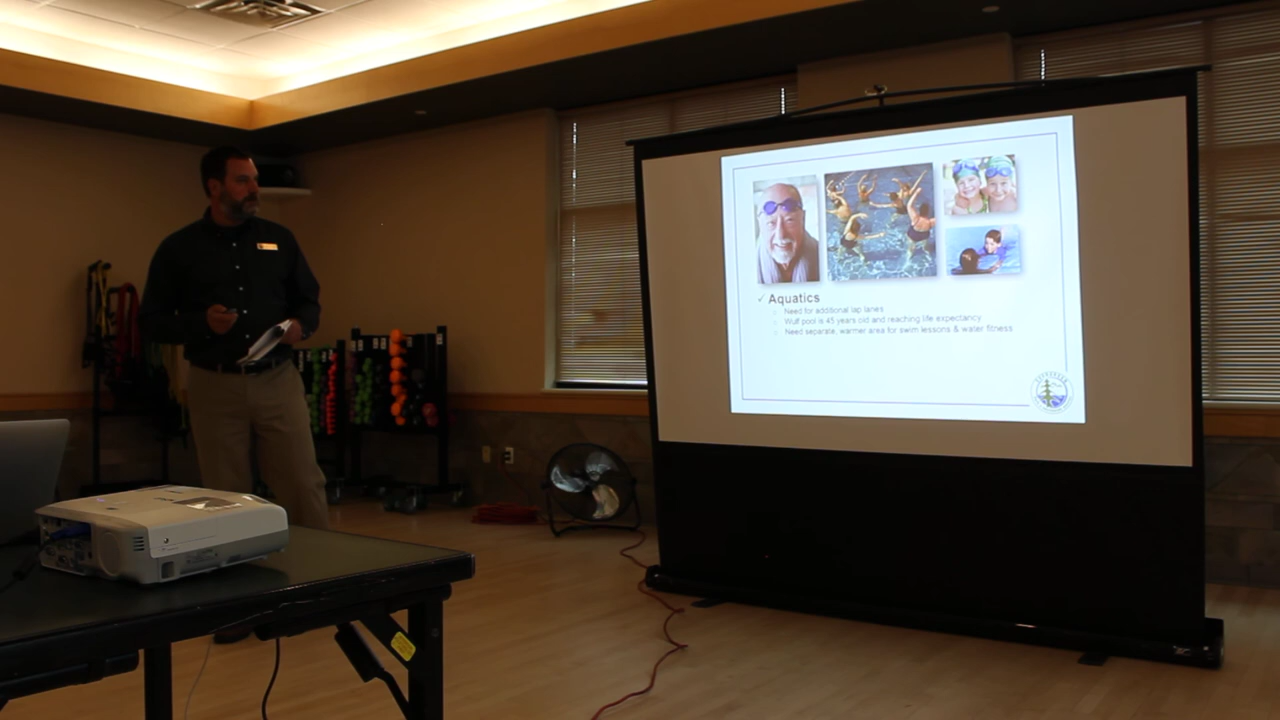 ✓ Aquatics
Need for additional lap lanes
Wulf pool is 45 years old and reaching life expectancy
Need separate, warmer area for swim lessons & water fitness